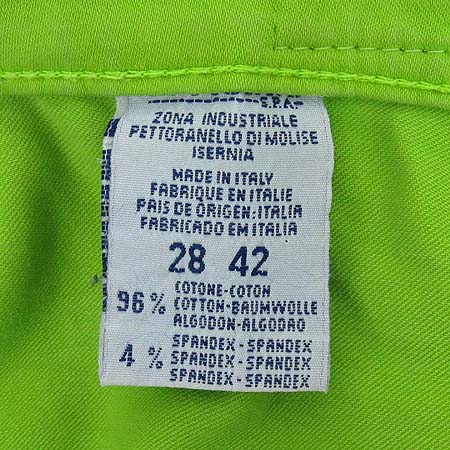 S.P.A.
ZONA INDUSTRIALE
PETTORANELLO DI MOLISE
ISERNIA
MADE IN ITALY
FABRIQUE EN ITALIE
PAIS DE ORIGEN: ITALIA
FABRICADO EM ITALIA
28 42
COTONE-COTON
96% COTTON-BAUMWOLLE
ALGODON-ALGODAO
SPANDEX - SPANDEX
4 % SPANDEX - SPANDEX
SPANDEX - SPANDEX